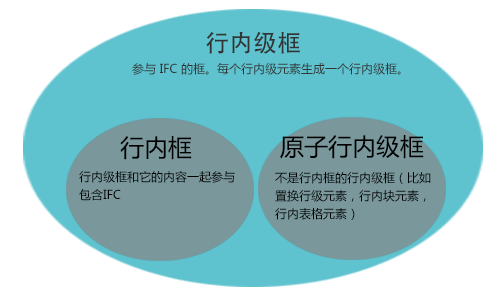 行内级框
参与 IFC 的框。每个行内级元素生成一个行内级框。
行内框
行内级框和它的内容一起参与
包含IFC
原子行内级框
不是行内框的行内级框（比如
置换行级元素，行内块元素，
行内表格元素）